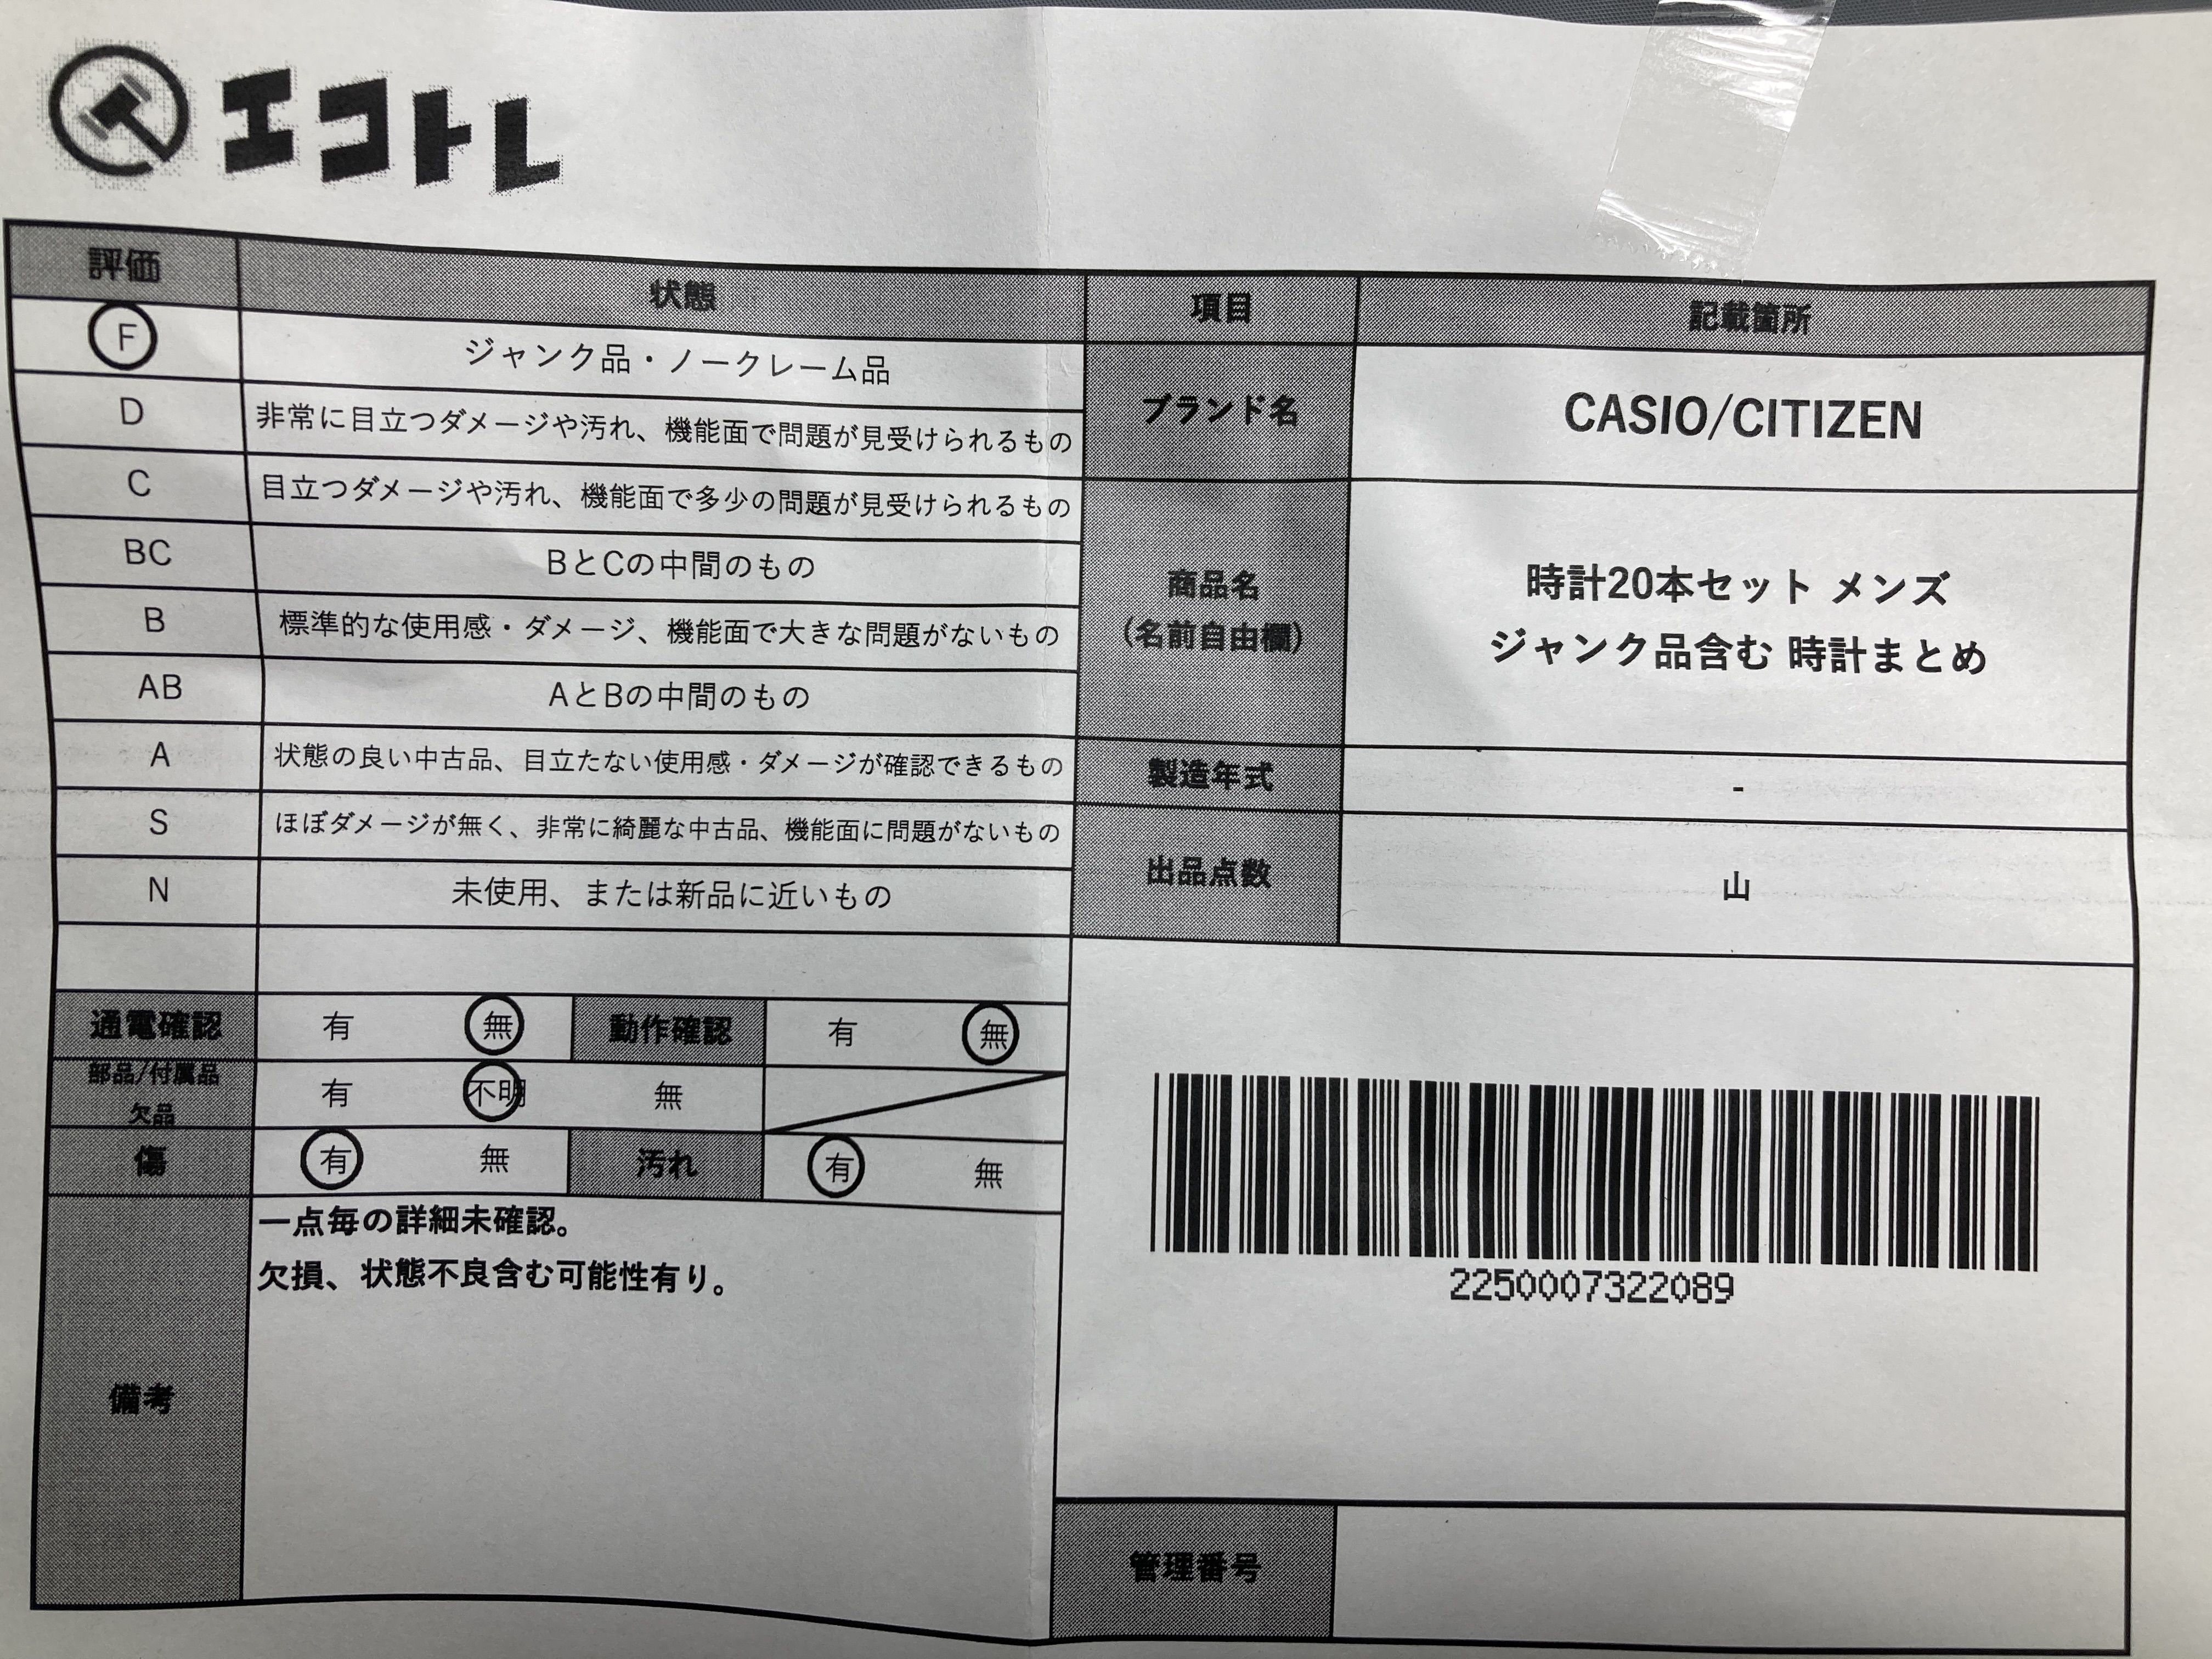 エコトレ
評価 状態
F ジャンク品・ノークレーム品
D 非常に目立つダメージや汚れ、機能面で問題が見受けられるもの
C 目立つダメージや汚れ、機能面で多少の問題が見受けられるもの
BC BとCの中間のもの
B 標準的な使用感・ダメージ、機能面で大きな問題がないもの
AB AとBの中間のもの
A 状態の良い中古品、目立たない使用感・ダメージが確認できるもの
S ほぼダメージが無く、非常に綺麗な中古品、機能面に問題がないもの
N 未使用、または新品に近いもの
通電確認 有 無 動作確認 有 無
部品/付属品
欠品
有 不明 無
傷 有 無 汚れ 有 無
備考
一点毎の詳細未確認。
欠損、状態不良含む可能性有り。
項目 記載箇所
ブランド名 CASIO/CITIZEN
商品名
(名前自由欄)
時計20本セット メンズ
ジャンク品含む 時計まとめ
製造年式 -
出品点数 山
2250007322089
管理番号